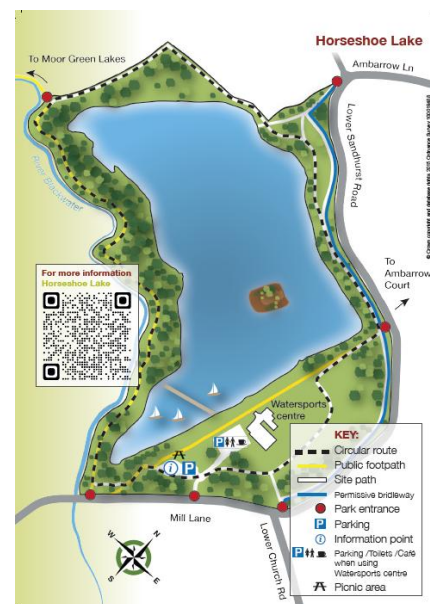 Horseshoe Lake
To Moor Green Lakes
Ambarrow Ln
Lower Sandhurst Road
River Blackwater
To
Ambarrow
Court
For more information
Horseshoe Lake
Watersports
centre
P
i P
Mill Lane
Lower Church Rd
N
E
S
W
KEY:
Circular route
Public footpath
Site path
Permissive bridleway
Park entrance
P Parking
i Information point
P Parking /Toilets /Café
when using
Watersports centre
Picnic area